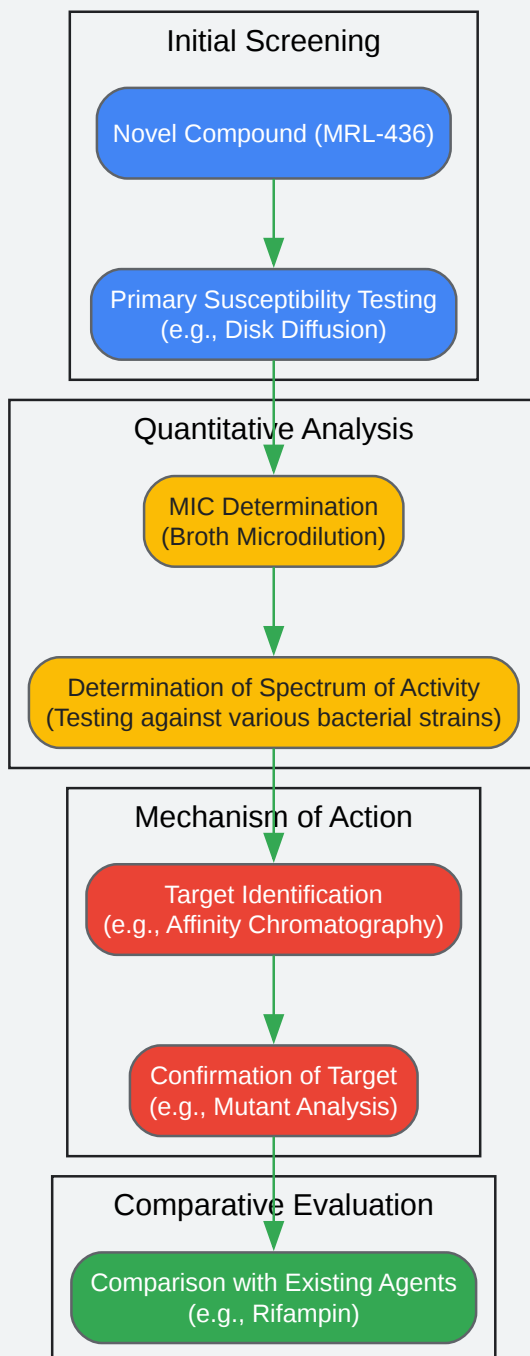 Initial Screening
Novel Compound (MRL-436)
Primary Susceptibility Testing
(e.g., Disk Diffusion)
Quantitative Analysis
MIC Determination
(Broth Microdilution)
Determination of Spectrum of Activity
(Testing against various bacterial strains)
Mechanism of Action
Target Identification
(e.g., Affinity Chromatography)
Confirmation of Target
(e.g., Mutant Analysis)
Comparative Evaluation
Comparison with Existing Agents
(e.g., Rifampin)